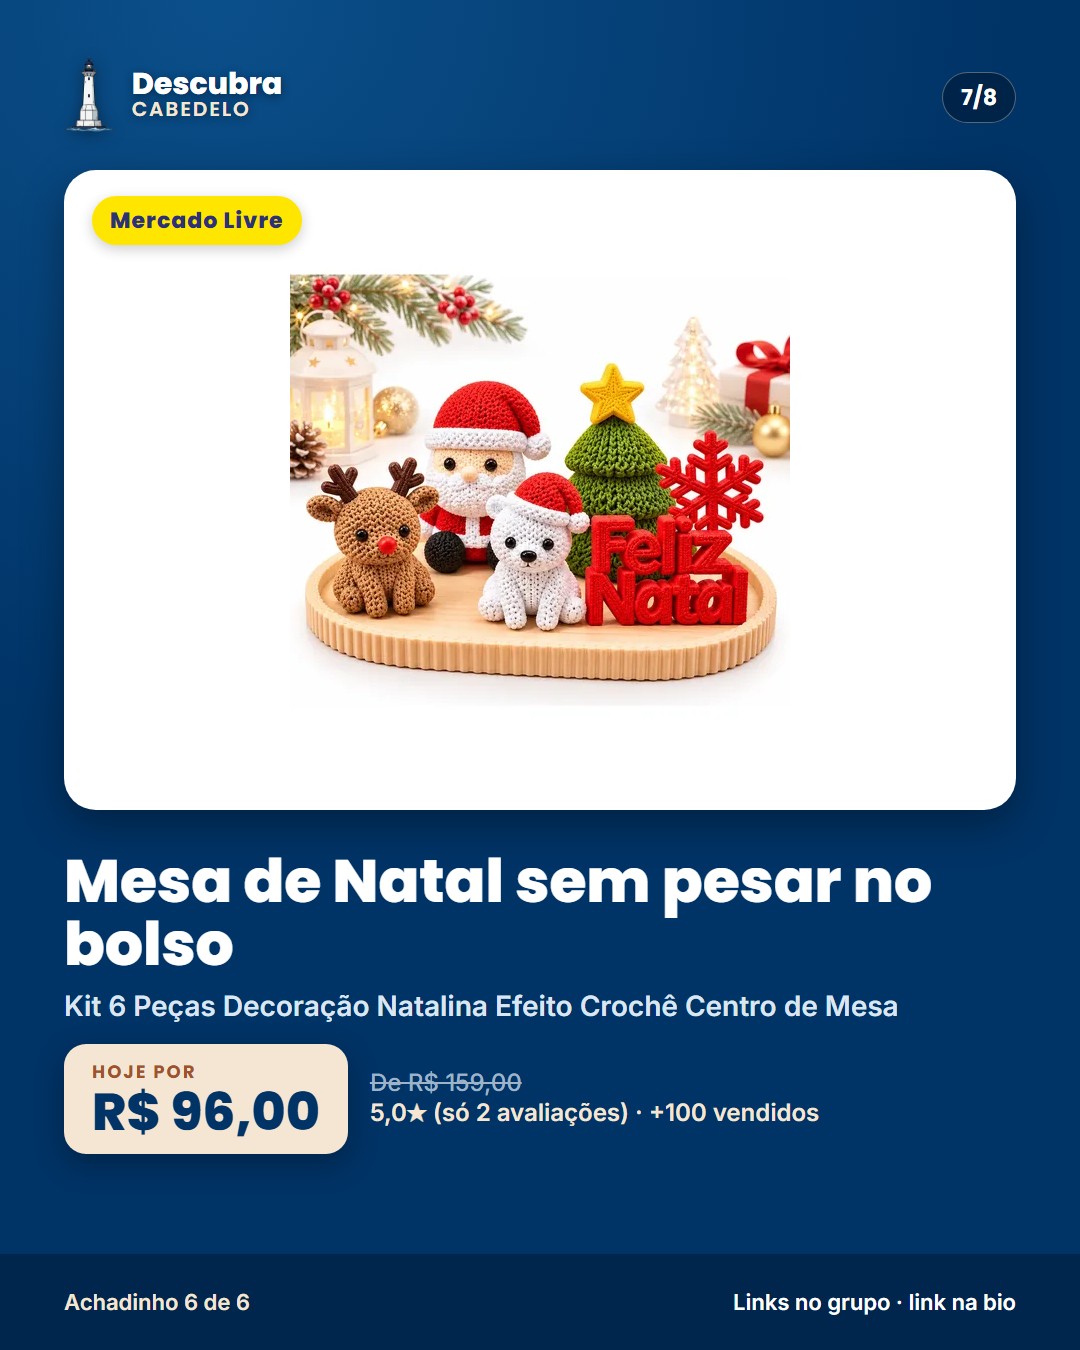 Descubra
CABEDELO
7/8
Mercado Livre
Feliz
Natal
Mesa de Natal sem pesar no
bolso
Kit 6 Peças Decoração Natalina Efeito Crochê Centro de Mesa
HOJE POR
R$ 96,00
De R$ 159,00
5,0★ (só 2 avaliações) · +100 vendidos
Achadinho 6 de 6
Links no grupo · link na bio